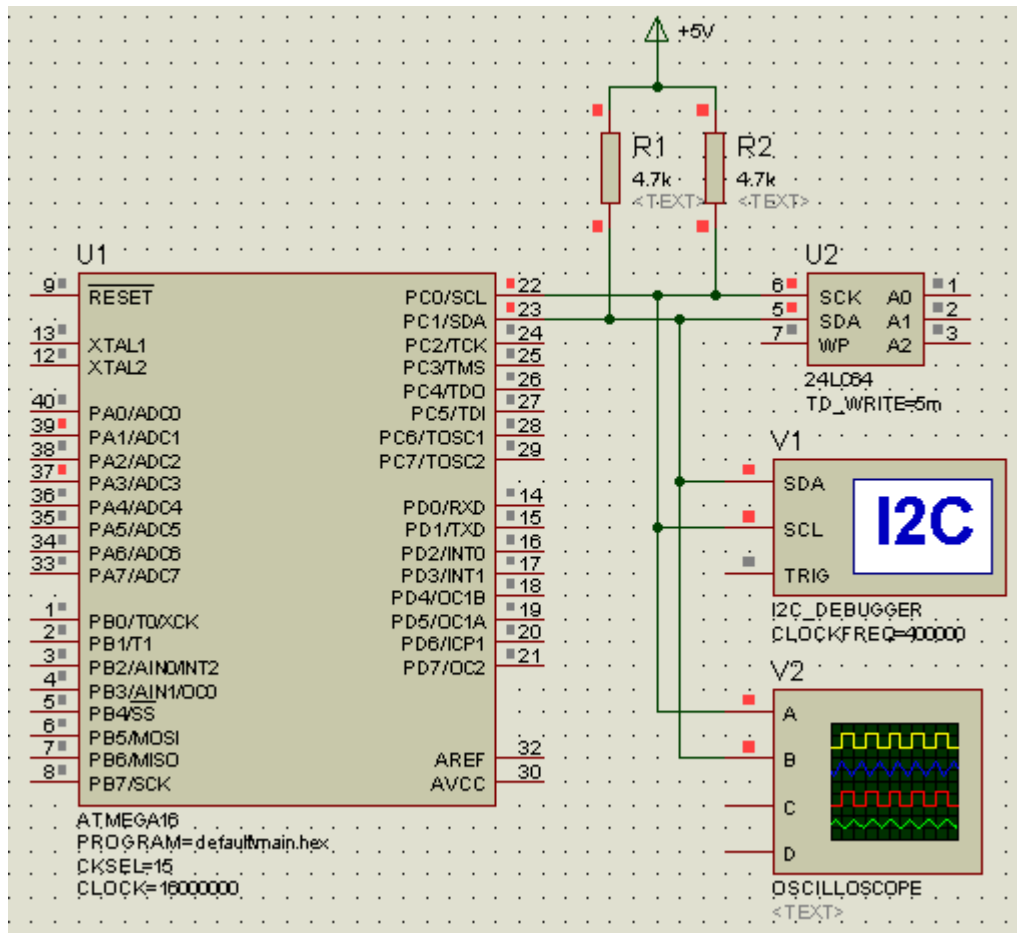 +5V
R1
4.7k
<TEXT>
R2
4.7k
<TEXT>
U1
9 RESET
13 XTAL1
12 XTAL2
40 PA0/ADC0
39 PA1/ADC1
38 PA2/ADC2
37 PA3/ADC3
36 PA4/ADC4
35 PA5/ADC5
34 PA6/ADC6
33 PA7/ADC7
1 PB0/T0/XCK
2 PB1/T1
3 PB2/AIN0/INT2
4 PB3/AIN1/OC0
5 PB4/SS
6 PB5/MOSI
7 PB6/MISO
8 PB7/SCK
PC0/SCL 22
PC1/SDA 23
PC2/TCK 24
PC3/TMS 25
PC4/TDO 26
PC5/TDI 27
PC6/TOSC1 28
PC7/TOSC2 29
PD0/RXD 14
PD1/TXD 15
PD2/INT0 16
PD3/INT1 17
PD4/OC1B 18
PD5/OC1A 19
PD6/ICP1 20
PD7/OC2 21
AREF 32
AVCC 30
ATMEGA16
PROGRAM=default\main.hex
CKSEL=15
CLOCK=16000000
U2
6 SCK A0 1
5 SDA A1 2
7 WP A2 3
24LC64
TD_WRITE=5m
V1
SDA
SCL
TRIG
I2C
I2C_DEBUGGER
CLOCKFREQ=400000
V2
A
B
C
D
OSCILLOSCOPE
<TEXT>